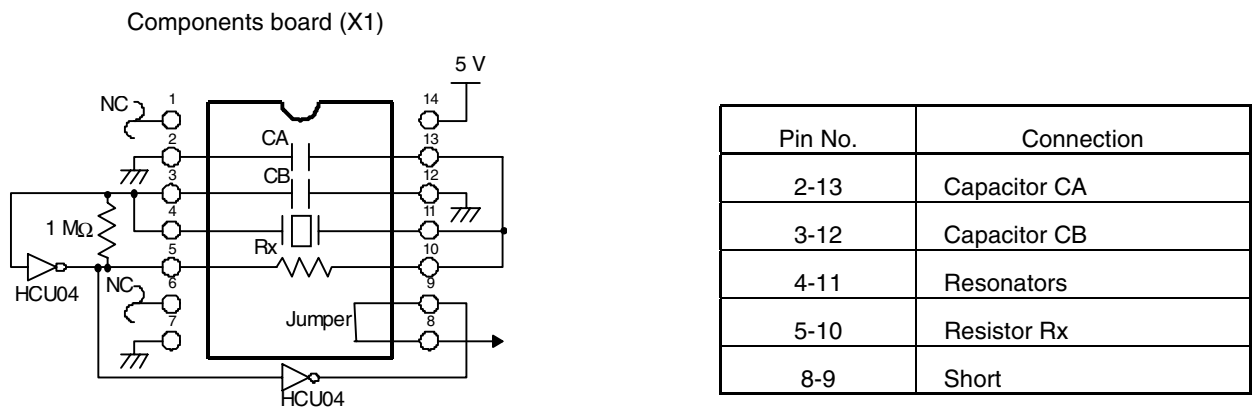 Components board (X1)
5 V
NC
1
14
2
CA
13
3
CB
12
4
11
1 MΩ
5
Rx
10
HCU04
NC
6
9
7
Jumper
8
HCU04
Pin No. Connection
2-13 Capacitor CA
3-12 Capacitor CB
4-11 Resonators
5-10 Resistor Rx
8-9 Short